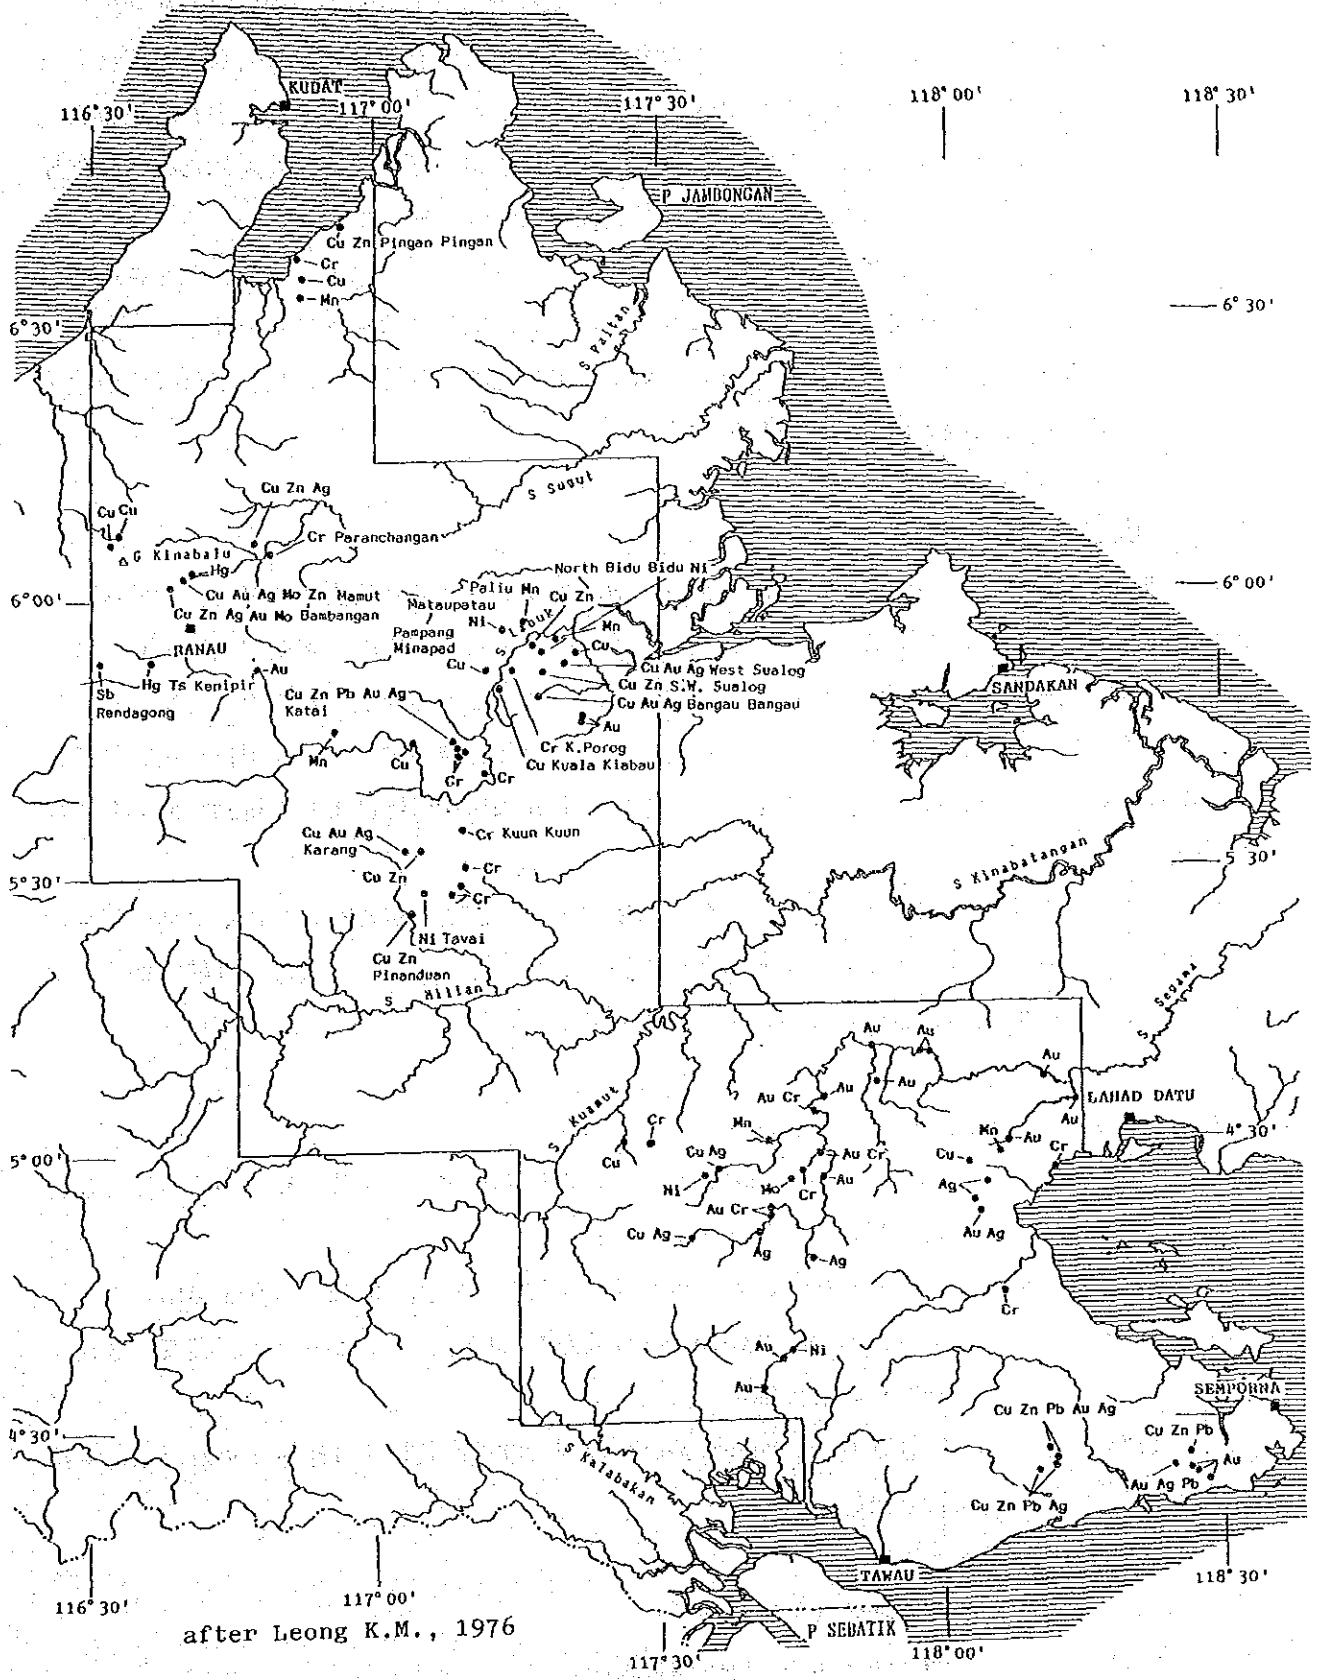 KUDAT
116°30'
117°00'
117°30'
118°00'
118°30'
P JAMBONGAN
Cu Zn Pingan Pingan
Cr
Cu
Mn
6°30'
6°30'
S Paitan
S Sugut
Cu Zn Ag
Cu Cu
Cr Paranchangan
G Kinabalu
Hg
North Bidu Bidu Ni
6°00'
6°00'
Cu Au Ag Mo Zn Mamut
Paliu Mn
Cu Zn
Mataupatau
Ni
Cu Zn Ag Au Mo Bambangan
S Labuk
Mn
Pampang
Minapad
RANAU
Cu
Cu
Cu Au Ag West Sualog
Au
Hg Ts Kenipir
Cu Zn S.W. Sualog
SANDAKAN
Sb
Rendagong
Cu Zn Pb Au Ag
Katai
Cu Au Ag Bangau Bangau
Au
Cr K.Porog
Mn
Cu
Cr
Cr
Cu Kuala Kiabau
Cu Au Ag
Karang
Cr Kuun Kuun
S Kinabatangan
5°30'
5°30'
Cu Zn
Cr
Cr
Ni Tavai
Cu Zn
Pinanduan
S Milian
S Segama
Au
Au
Au
Au
Au
Au Cr
LAHAD DATU
S Kuamut
Au
Cr
Mn
Mn
Au
Cr
4°30'
5°00'
Cu
Cu Ag
Au Cr
Cu
Ni
Mo
Cr
Au
Ag
Au Cr
Cu Ag
Ag
Ag
Au Ag
Cr
Au
Ni
Au
SEMPORNA
Cu Zn Pb Au Ag
Cu Zn Pb
4°30'
Au
S Kalabakan
Au Ag Pb
Cu Zn Pb Ag
TAWAU
118°30'
116°30'
117°00'
P SEBATIK
after Leong K.M., 1976
117°30'
118°00'